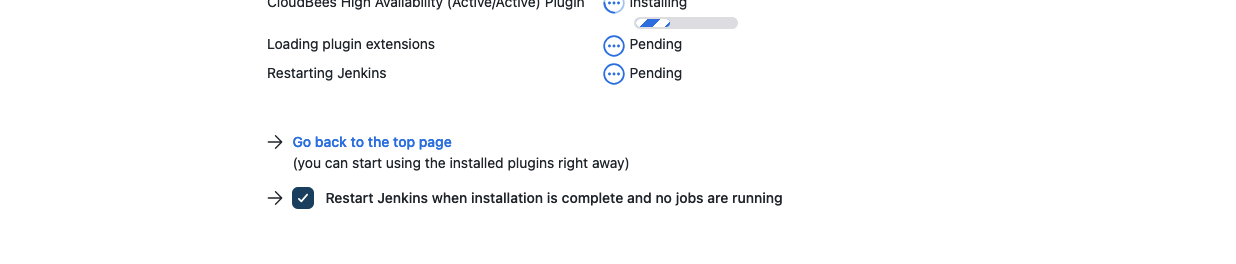 CloudBees High Availability (Active/Active) Plugin Installing
Loading plugin extensions Pending
Restarting Jenkins Pending
Go back to the top page
(you can start using the installed plugins right away)
Restart Jenkins when installation is complete and no jobs are running